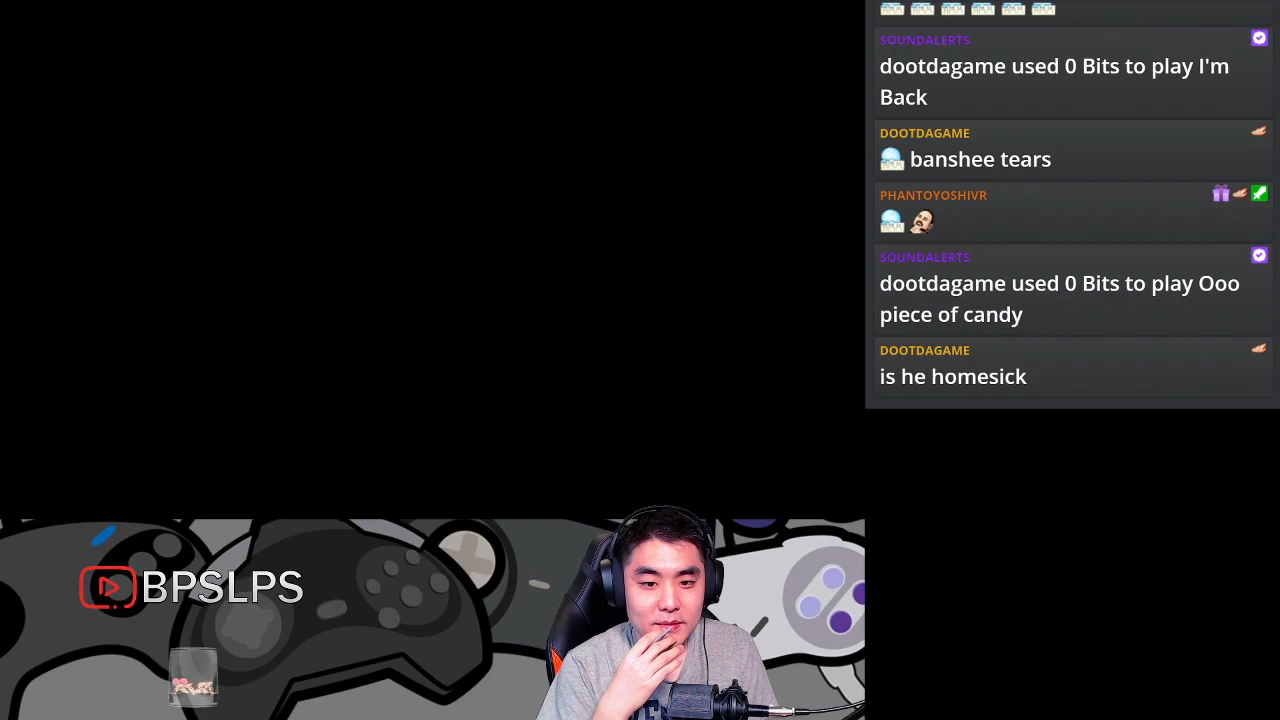 SOUNDALERTS
dootdagame used 0 Bits to play I'm
Back
DOOTDAGAME
banshee tears
PHANTOYOSHIVR
SOUNDALERTS
dootdagame used 0 Bits to play Ooo
piece of candy
DOOTDAGAME
is he homesick
BPSLPS